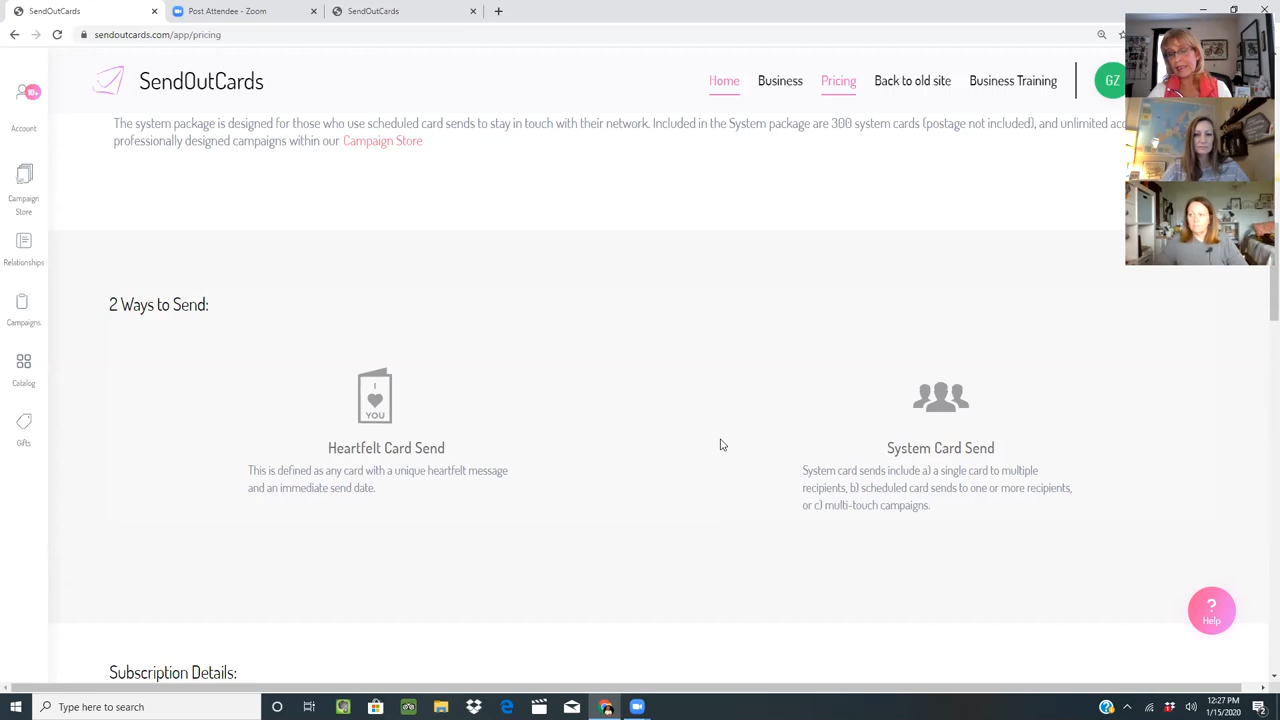 SendOutCards
Post Attendee - Zoom
SendOutCards
sendoutcards.com/app/pricing
SendOutCards
Home
Business
Pricing
Back to old site
Business Training
GZ
10+
Account
Campaign
Store
Relationships
Campaigns
Catalog
Gifts
The system package is designed for those who use scheduled card sends to stay in touch with their network. Included in the System package are 300 system cards (postage not included), and unlimited
professionally designed campaigns within our Campaign Store
2 Ways to Send:
I
YOU
Heartfelt Card Send
This is defined as any card with a unique heartfelt message
and an immediate send date.
System Card Send
System card sends include a) a single card to multiple
recipients, b) scheduled card sends to one or more recipients,
or c) multi-touch campaigns.
?
Help
Subscription Details:
Type here to search
12:27 PM
1/15/2020
2